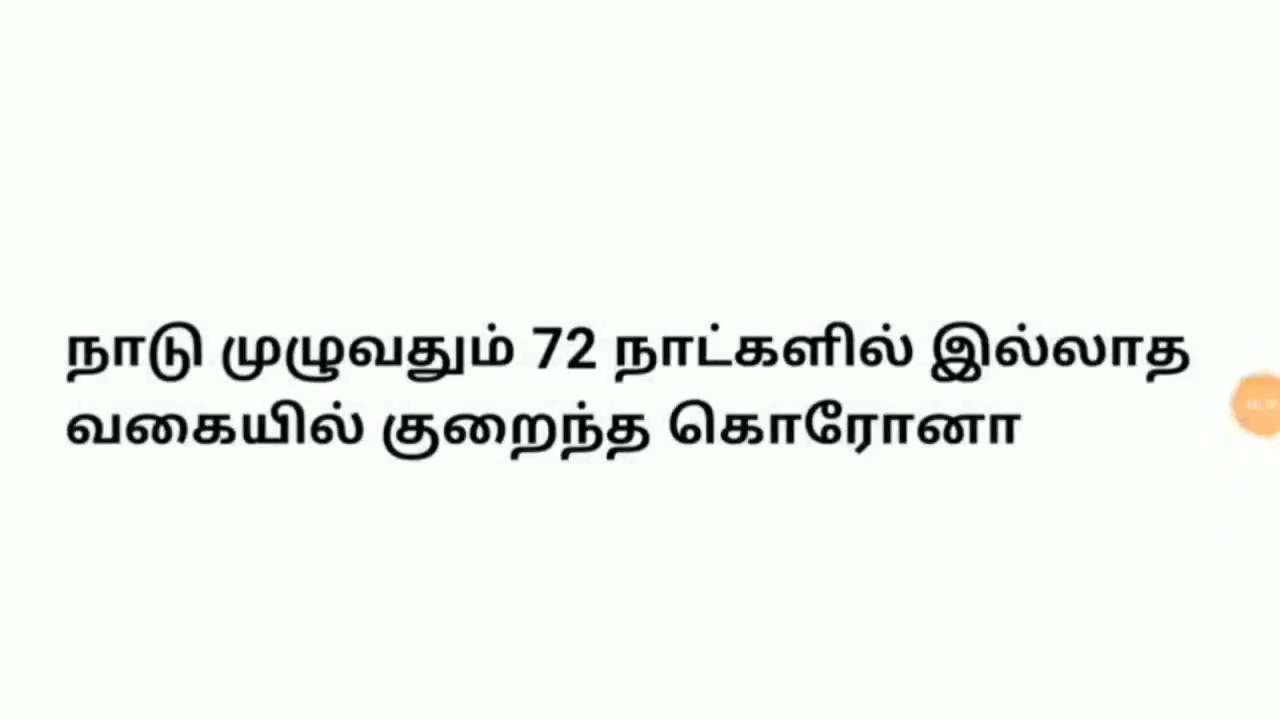 நாடு முழுவதும் 72 நாட்களில் இல்லாத
வகையில் குறைந்த கொரோனா